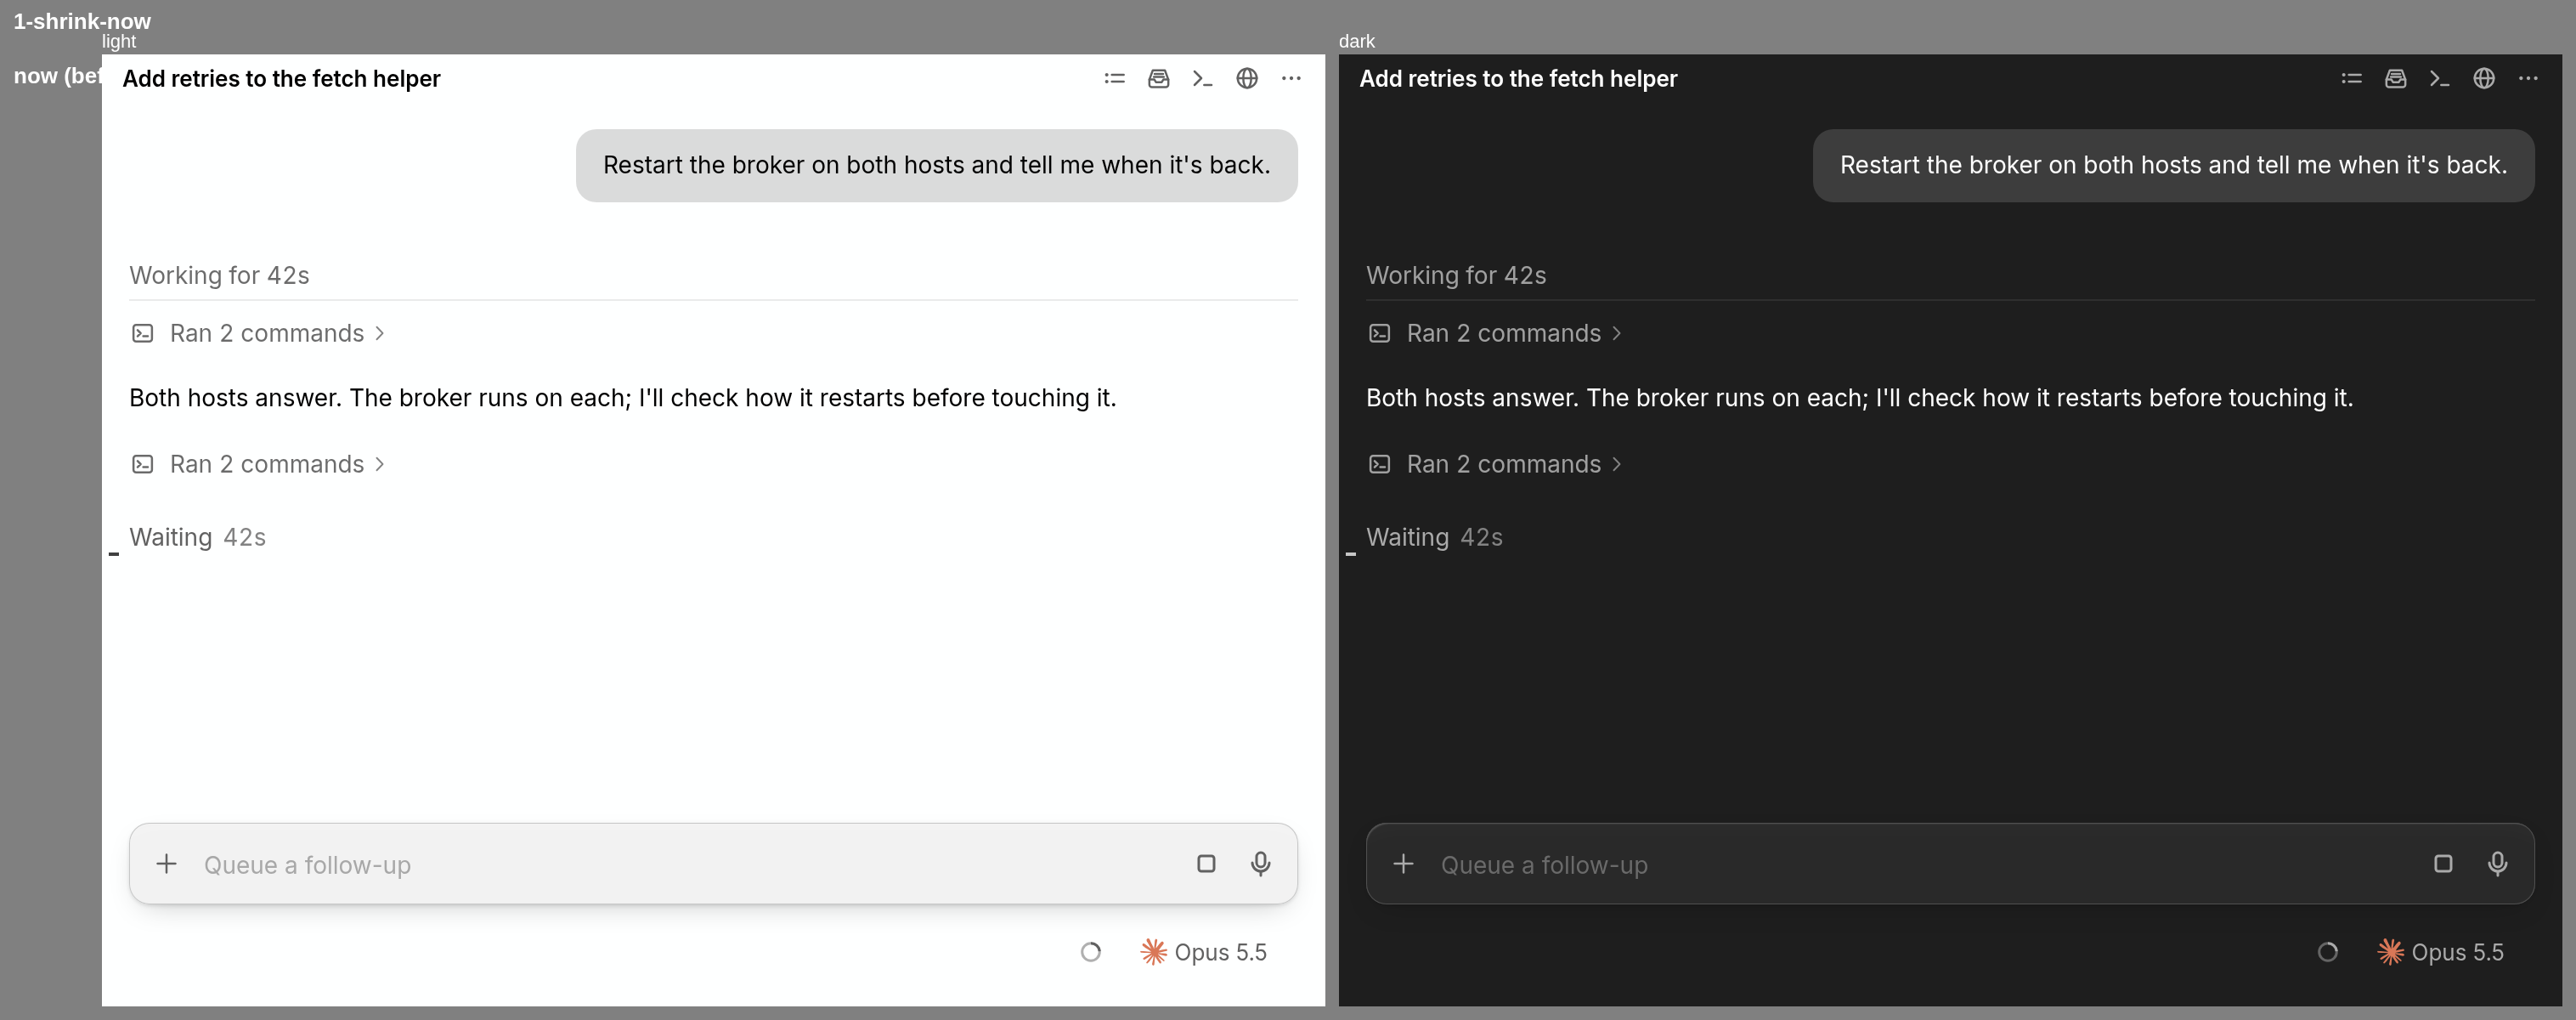 1-shrink-now
light
now (bef
Add retries to the fetch helper
Restart the broker on both hosts and tell me when it's back.
Working for 42s
Ran 2 commands
Both hosts answer. The broker runs on each; I'll check how it restarts before touching it.
Ran 2 commands
Waiting 42s
Queue a follow-up
Opus 5.5
dark
Add retries to the fetch helper
Restart the broker on both hosts and tell me when it's back.
Working for 42s
Ran 2 commands
Both hosts answer. The broker runs on each; I'll check how it restarts before touching it.
Ran 2 commands
Waiting 42s
Queue a follow-up
Opus 5.5